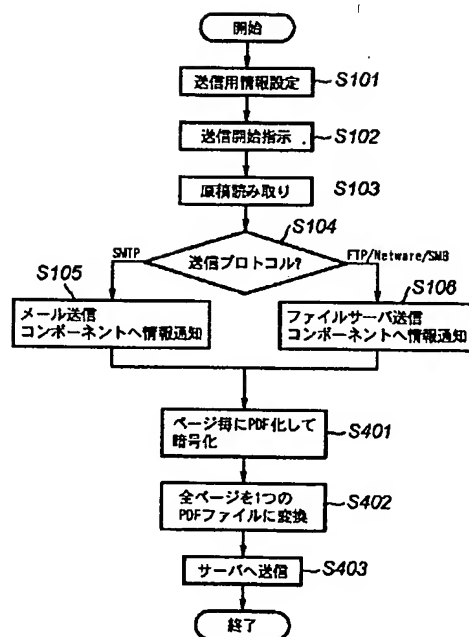 開始
送信用情報設定
S101
送信開始指示
S102
原稿読み取り
S103
S104
送信プロトコル?
SMTP
FTP/Netware/SMB
S105
メール送信
コンポーネントへ情報通知
S106
ファイルサーバ送信
コンポーネントへ情報通知
ページ毎にPDF化して
暗号化
S401
全ページを1つの
PDFファイルに変換
S402
サーバへ送信
S403
終了